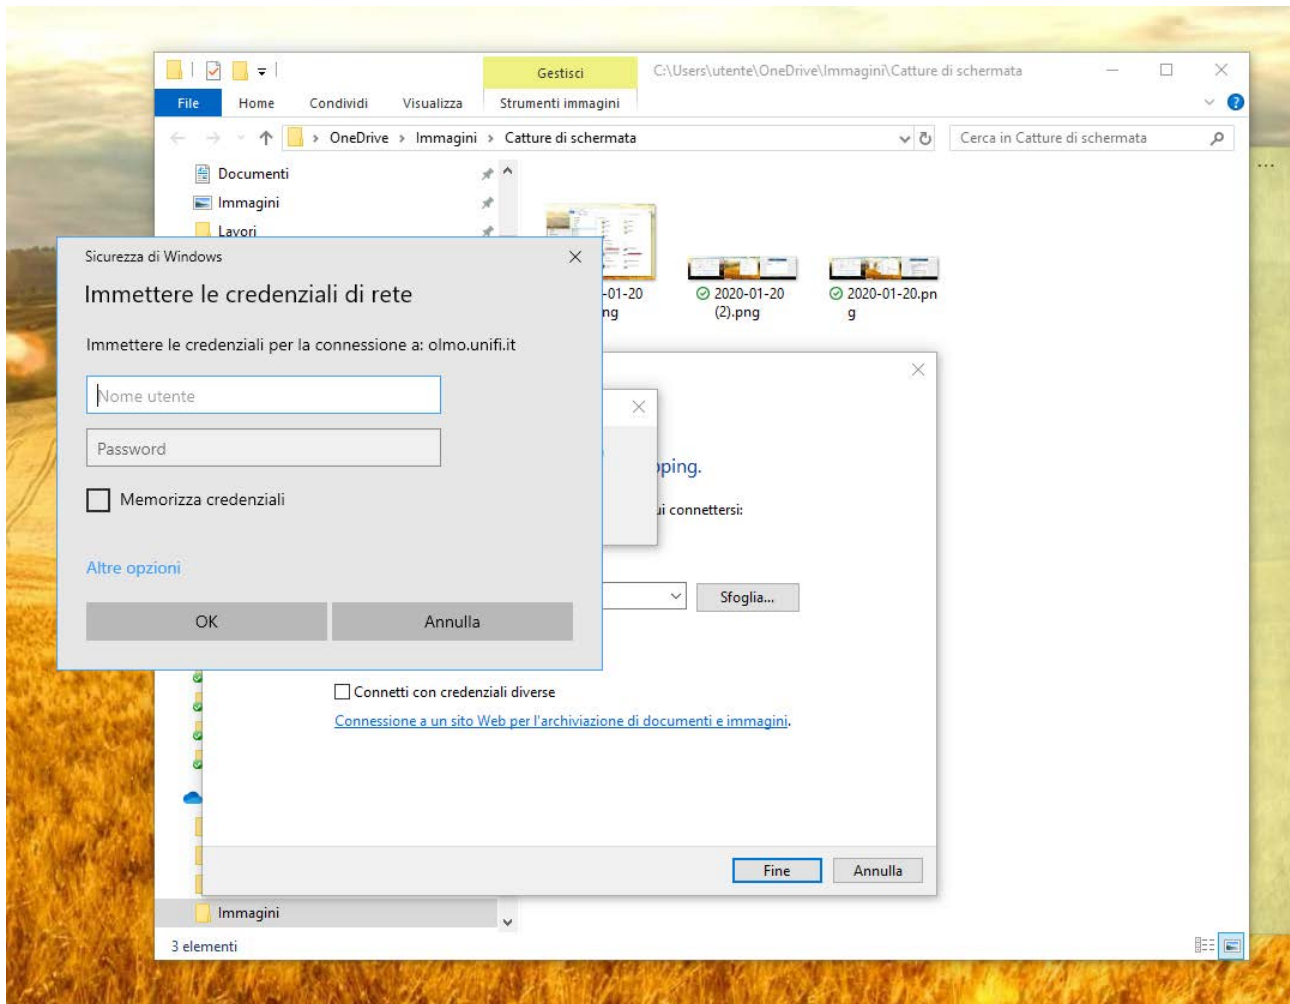 Gestisci
C:\Users\utente\OneDrive\Immagini\Catture di schermata
File Home Condividi Visualizza Strumenti immagini
OneDrive > Immagini > Catture di schermata
Cerca in Catture di schermata
Documenti
Immagini
Lavori
Sicurezza di Windows
Immettere le credenziali di rete
Immettere le credenziali per la connessione a: olmo.unifi.it
Nome utente
Password
Memorizza credenziali
Altre opzioni
OK Annulla
-01-20
ng
2020-01-20
(2).png
2020-01-20.pn
g
pping.
ui connettersi:
Sfoglia...
Connetti con credenziali diverse
Connessione a un sito Web per l'archiviazione di documenti e immagini.
Fine Annulla
Immagini
3 elementi